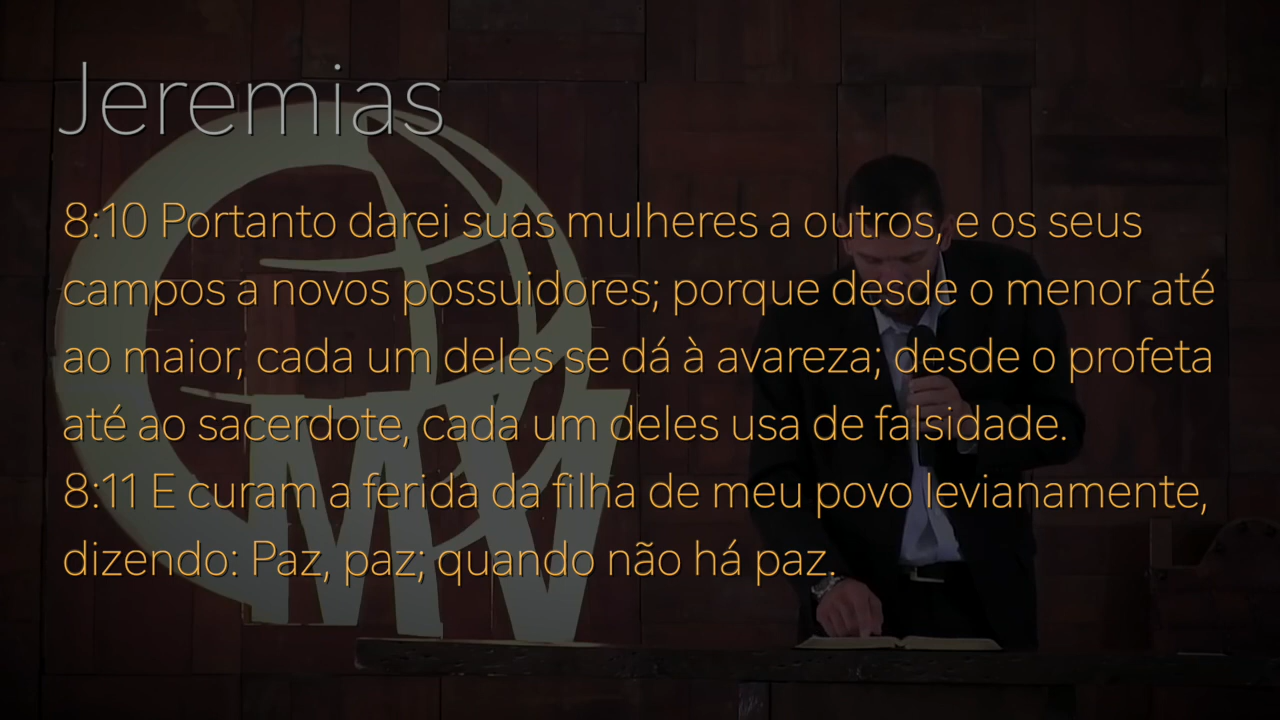 Jeremias
8:10 Portanto darei suas mulheres a outros, e os seus
campos a novos possuidores; porque desde o menor até
ao maior, cada um deles se dá à avareza; desde o profeta
até ao sacerdote, cada um deles usa de falsidade.
8:11 E curam a ferida da filha de meu povo levianamente,
dizendo: Paz, paz; quando não há paz.
MV